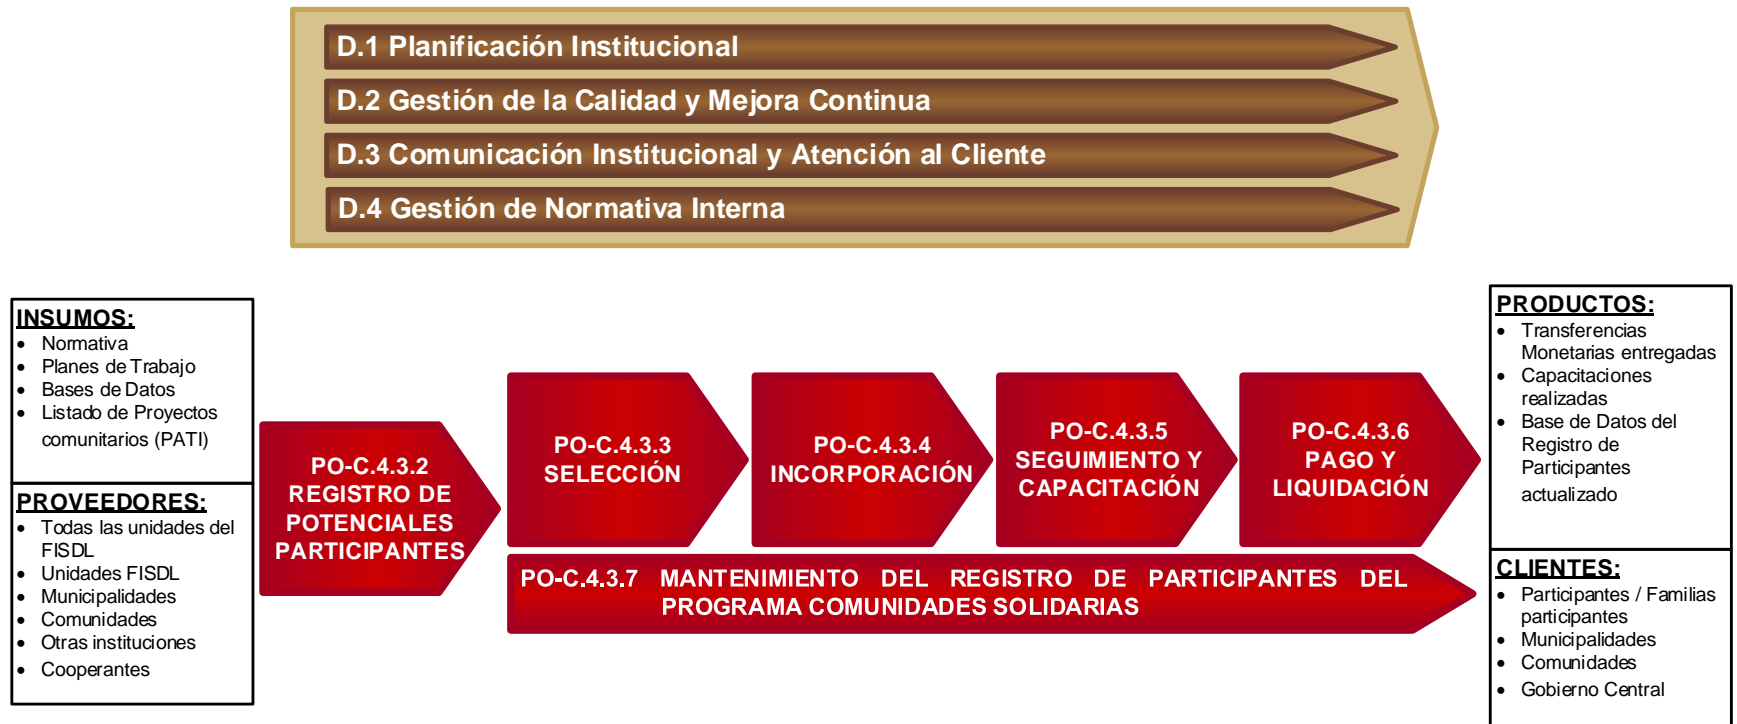 D.1 Planificación Institucional
D.2 Gestión de la Calidad y Mejora Continua
D.3 Comunicación Institucional y Atención al Cliente
D.4 Gestión de Normativa Interna
INSUMOS:
• Normativa
• Planes de Trabajo
• Bases de Datos
• Listado de Proyectos
comunitarios (PATI)
PROVEEDORES:
• Todas las unidades del
FISDL
• Unidades FISDL
• Municipalidades
• Comunidades
• Otras instituciones
• Cooperantes
PO-C.4.3.2
REGISTRO DE
POTENCIALES
PARTICIPANTES
PO-C.4.3.3
SELECCIÓN
PO-C.4.3.4
INCORPORACIÓN
PO-C.4.3.5
SEGUIMIENTO Y
CAPACITACIÓN
PO-C.4.3.6
PAGO Y
LIQUIDACIÓN
PO-C.4.3.7 MANTENIMIENTO DEL REGISTRO DE PARTICIPANTES DEL
PROGRAMA COMUNIDADES SOLIDARIAS
PRODUCTOS:
• Transferencias
Monetarias entregadas
• Capacitaciones
realizadas
• Base de Datos del
Registro de
Participantes
actualizado
CLIENTES:
• Participantes / Familias
participantes
• Municipalidades
• Comunidades
• Gobierno Central